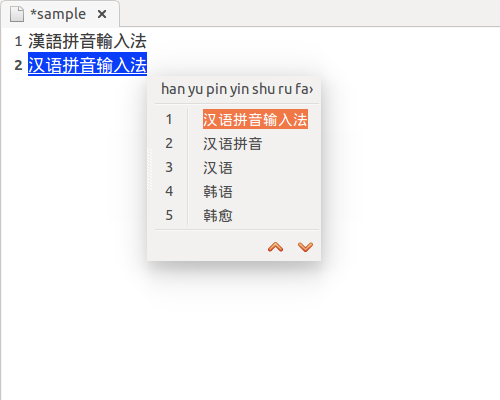 *sample
1 漢語拼音輸入法
2 汉语拼音输入法
han yu pin yin shu ru fa›
1 汉语拼音输入法
2 汉语拼音
3 汉语
4 韩语
5 韩愈